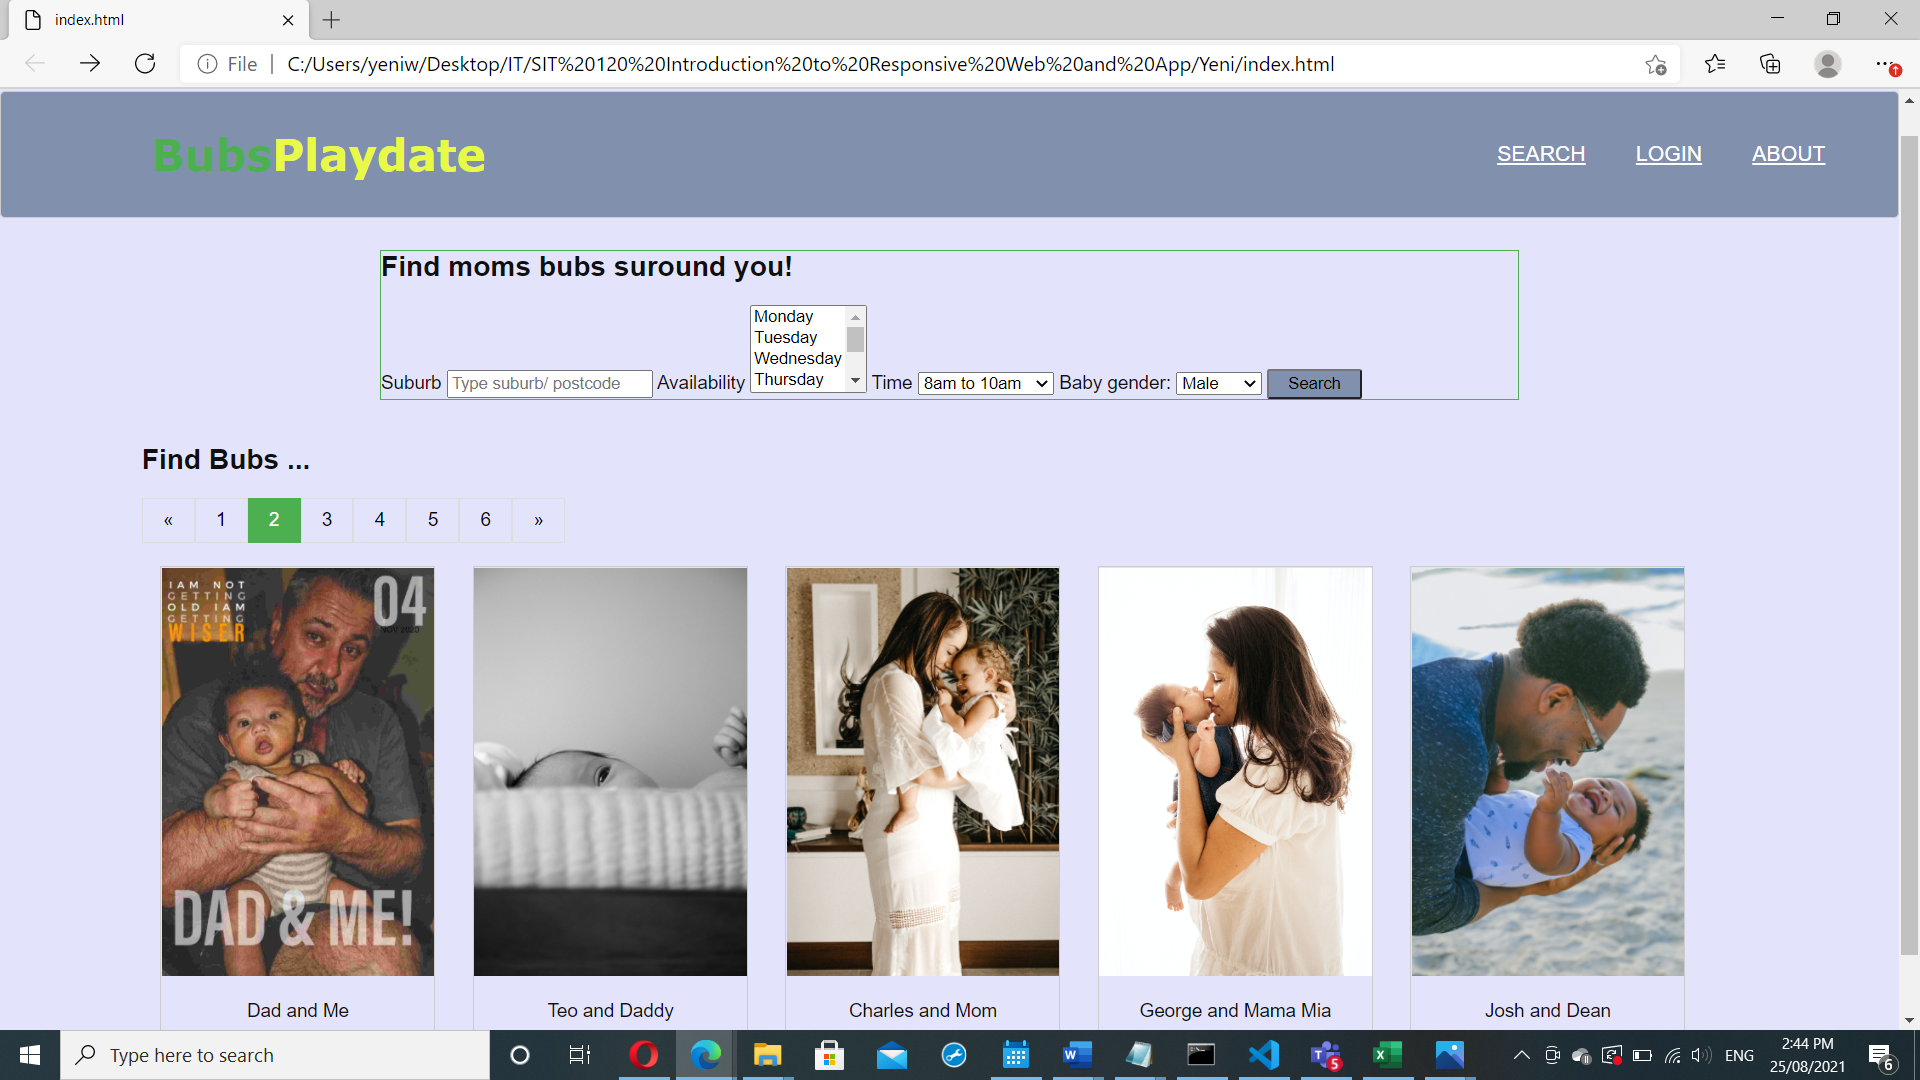 index.html
File | C:/Users/yeniw/Desktop/IT/SIT%20120%20Introduction%20to%20Responsive%20Web%20and%20App/Yeni/index.html
BubsPlaydate
SEARCH LOGIN ABOUT
Find moms bubs suround you!
Monday
Tuesday
Wednesday
Thursday
Suburb Type suburb/ postcode Availability Time 8am to 10am Baby gender: Male Search
Find Bubs ...
« 1 2 3 4 5 6 »
I AM NOT
GETTING
OLD IAM
GETTING
WISER
04
NOV 2020
DAD & ME!
Dad and Me
Teo and Daddy
Charles and Mom
George and Mama Mia
Josh and Dean
Type here to search
5
ENG
2:44 PM
25/08/2021
6